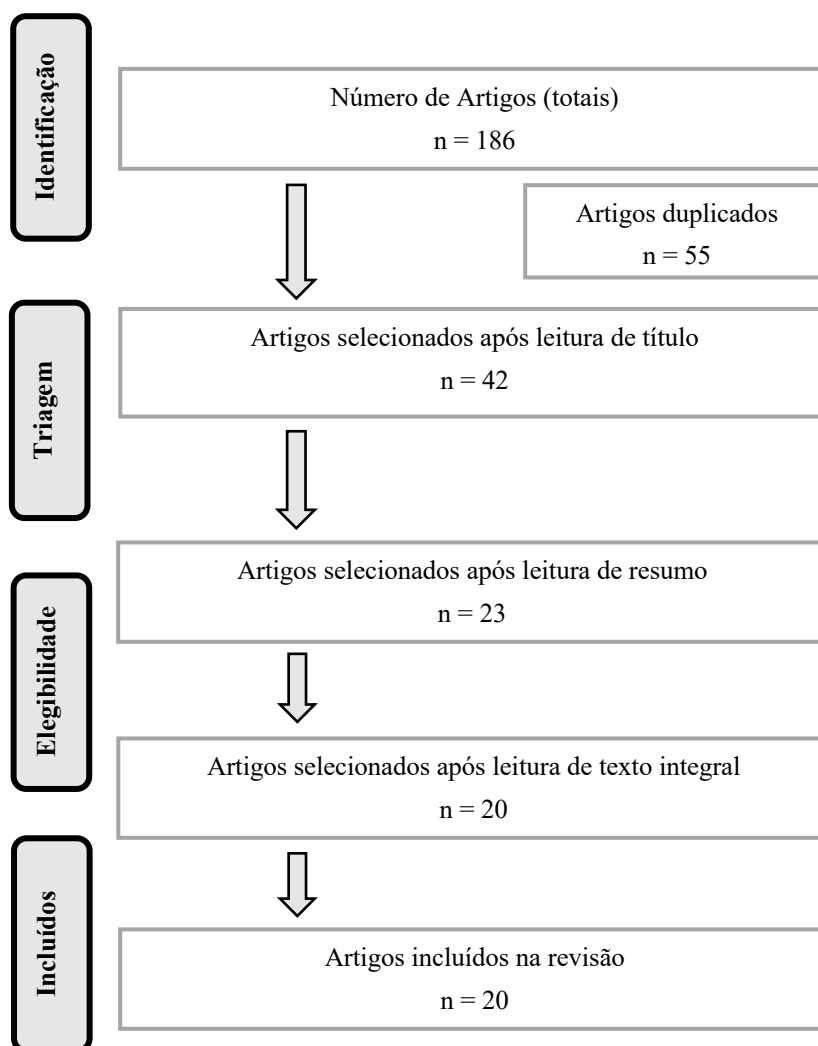 Identificação
Número de Artigos (totais)
n = 186
Artigos duplicados
n = 55
Triagem
Artigos selecionados após leitura de título
n = 42
Elegibilidade
Artigos selecionados após leitura de resumo
n = 23
Artigos selecionados após leitura de texto integral
n = 20
Incluídos
Artigos incluídos na revisão
n = 20